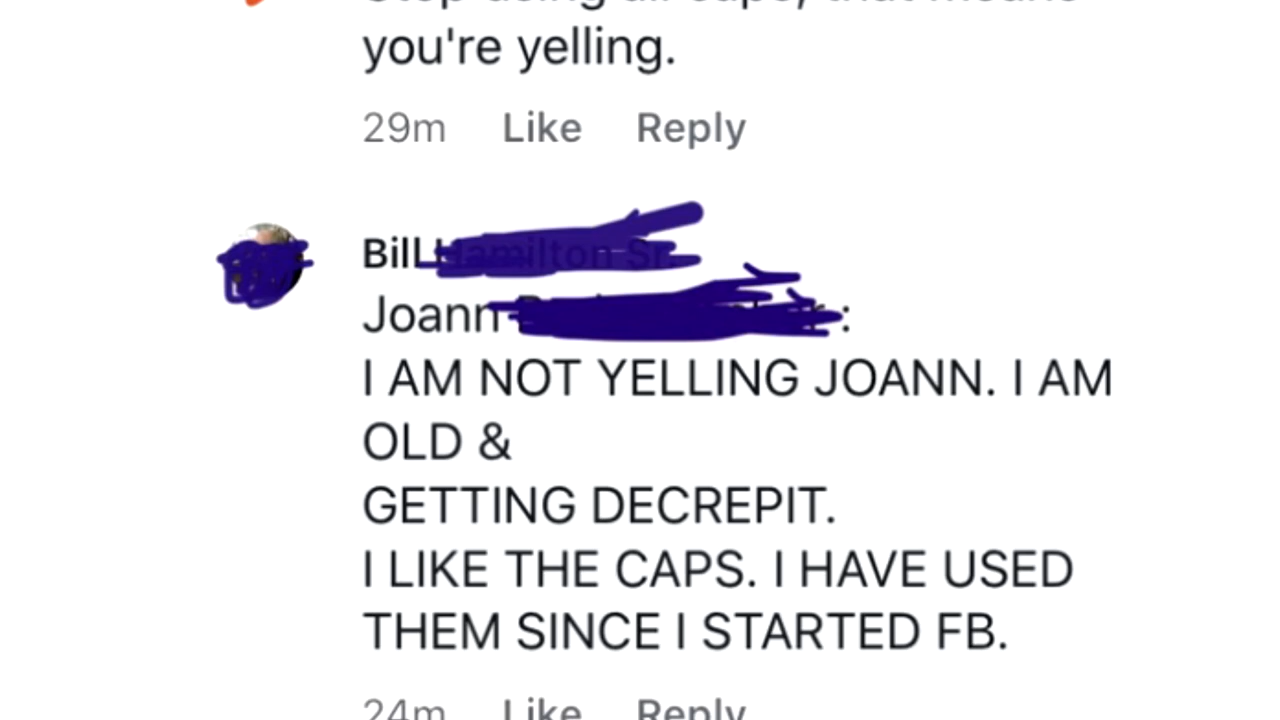 you're yelling.
29m Like Reply
Bill
Joann :
I AM NOT YELLING JOANN. I AM
OLD &
GETTING DECREPIT.
I LIKE THE CAPS. I HAVE USED
THEM SINCE I STARTED FB.
24m Like Reply